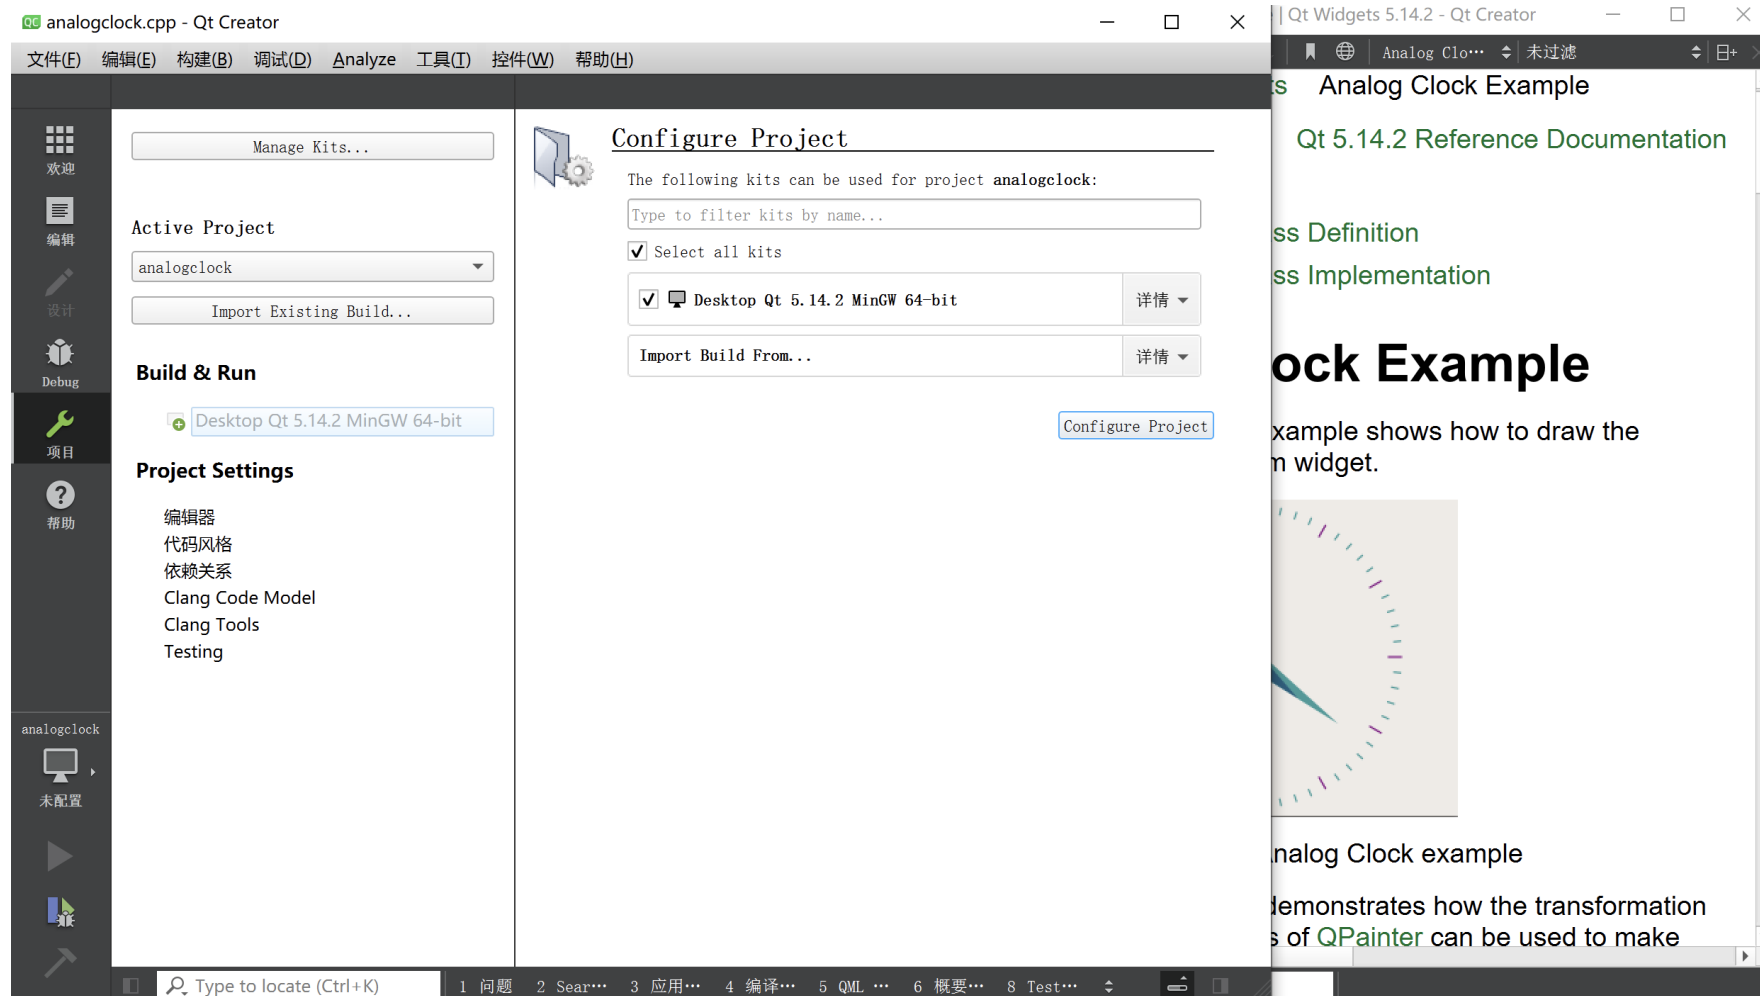 analogclock.cpp - Qt Creator
文件(F) 编辑(E) 构建(B) 调试(D) Analyze 工具(T) 控件(W) 帮助(H)
欢迎
编辑
设计
Debug
项目
帮助
analogclock
未配置
Manage Kits...
Active Project
analogclock
Import Existing Build...
Build & Run
Desktop Qt 5.14.2 MinGW 64-bit
Project Settings
编辑器
代码风格
依赖关系
Clang Code Model
Clang Tools
Testing
Configure Project
The following kits can be used for project analogclock:
Type to filter kits by name...
Select all kits
Desktop Qt 5.14.2 MinGW 64-bit 详情
Import Build From... 详情
Configure Project
Type to locate (Ctrl+K) 1 问题 2 Sear… 3 应用… 4 编译… 5 QML … 6 概要… 8 Test…
| Qt Widgets 5.14.2 - Qt Creator
Analog Clo… 未过滤
ts Analog Clock Example
Qt 5.14.2 Reference Documentation
ss Definition
ss Implementation
ock Example
xample shows how to draw the
m widget.
nalog Clock example
demonstrates how the transformation
s of QPainter can be used to make